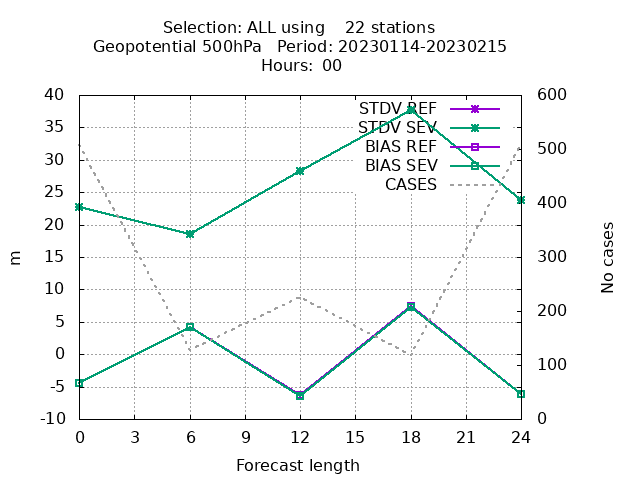 Selection: ALL using    22 stations
Geopotential 500hPa   Period: 20230114-20230215
Hours: 00
STDV REF
STDV SEV
BIAS REF
BIAS SEV
CASES
40
35
30
25
20
15
10
5
0
-5
-10
m
600
500
400
300
200
100
0
No cases
0 3 6 9 12 15 18 21 24
Forecast length